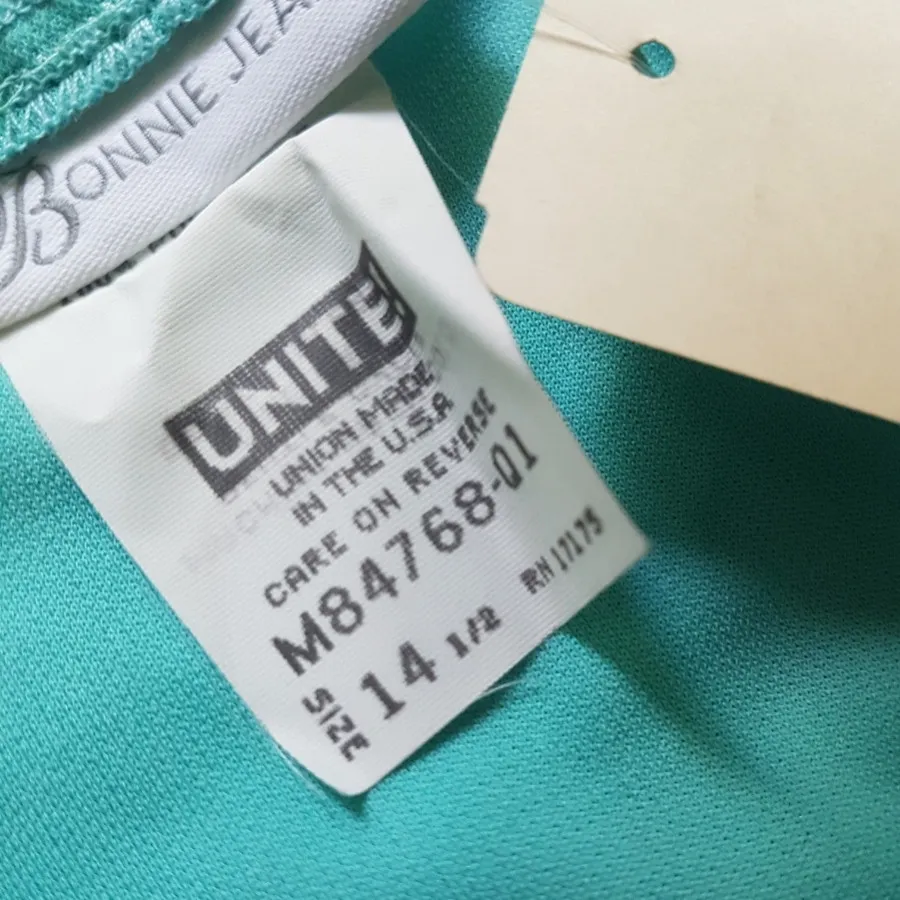 BONNIE JEA
UNITE!
UNION MADE
IN THE U.S.A
CARE ON REVERSE
M84768-01
SIZE 14 1/2 RN 17175